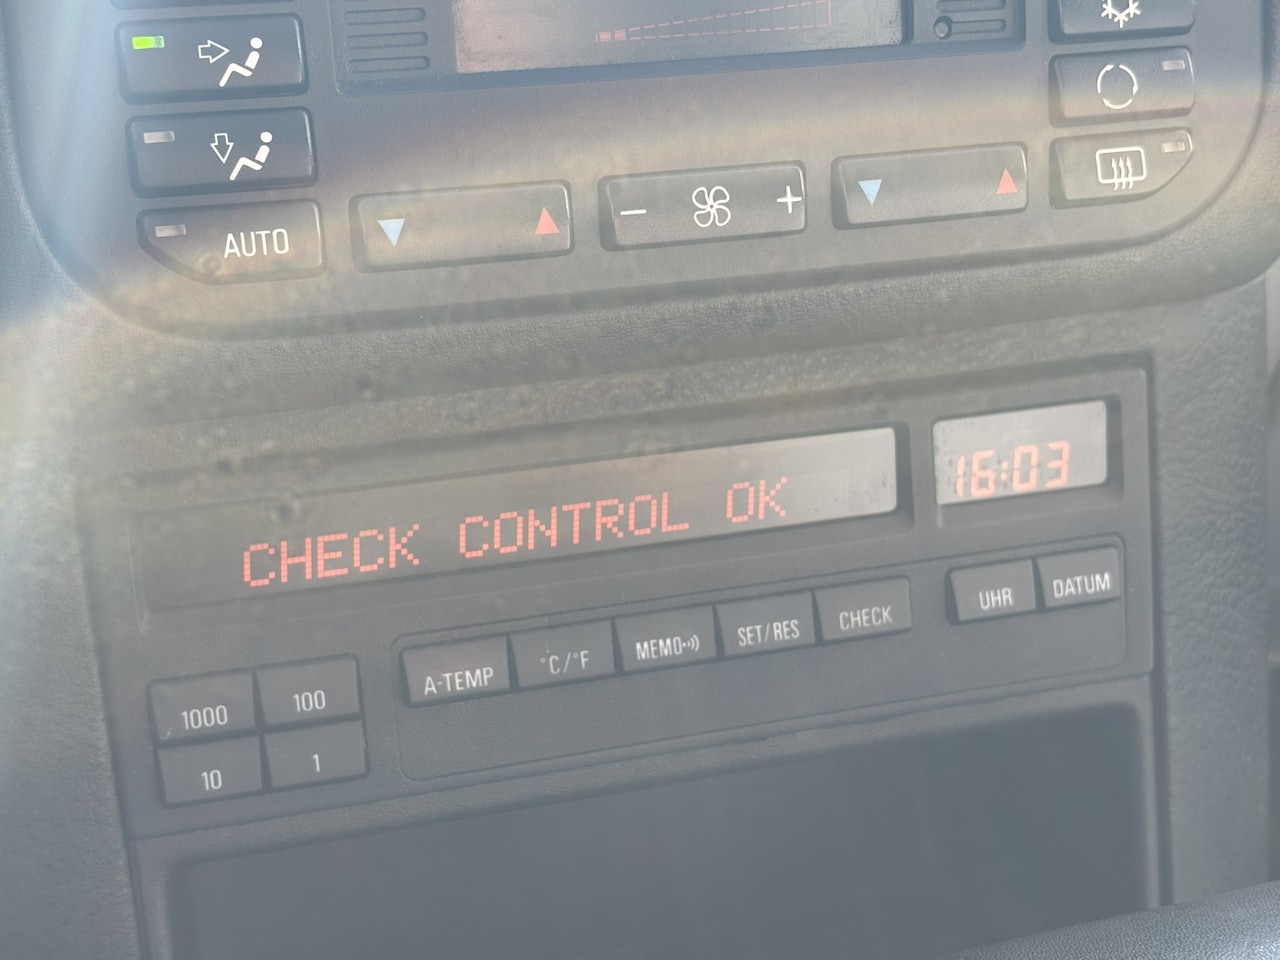 AUTO
− +
CHECK CONTROL OK
16:03
A-TEMP
°C/°F
MEMO
SET/RES
CHECK
UHR
DATUM
1000
100
10
1